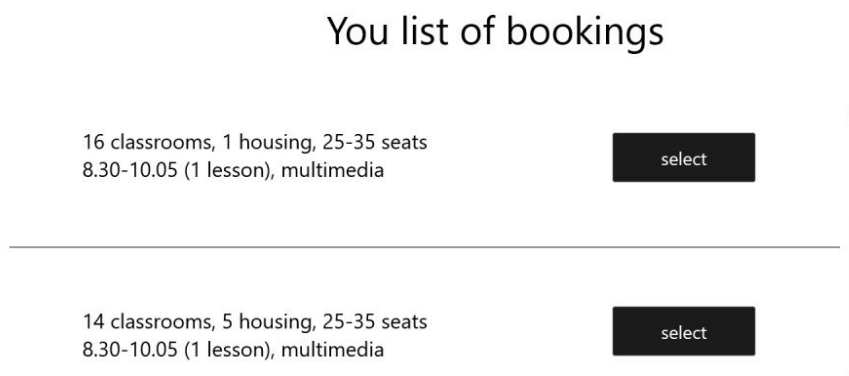 You list of bookings
16 classrooms, 1 housing, 25-35 seats
8.30-10.05 (1 lesson), multimedia
select
14 classrooms, 5 housing, 25-35 seats
8.30-10.05 (1 lesson), multimedia
select